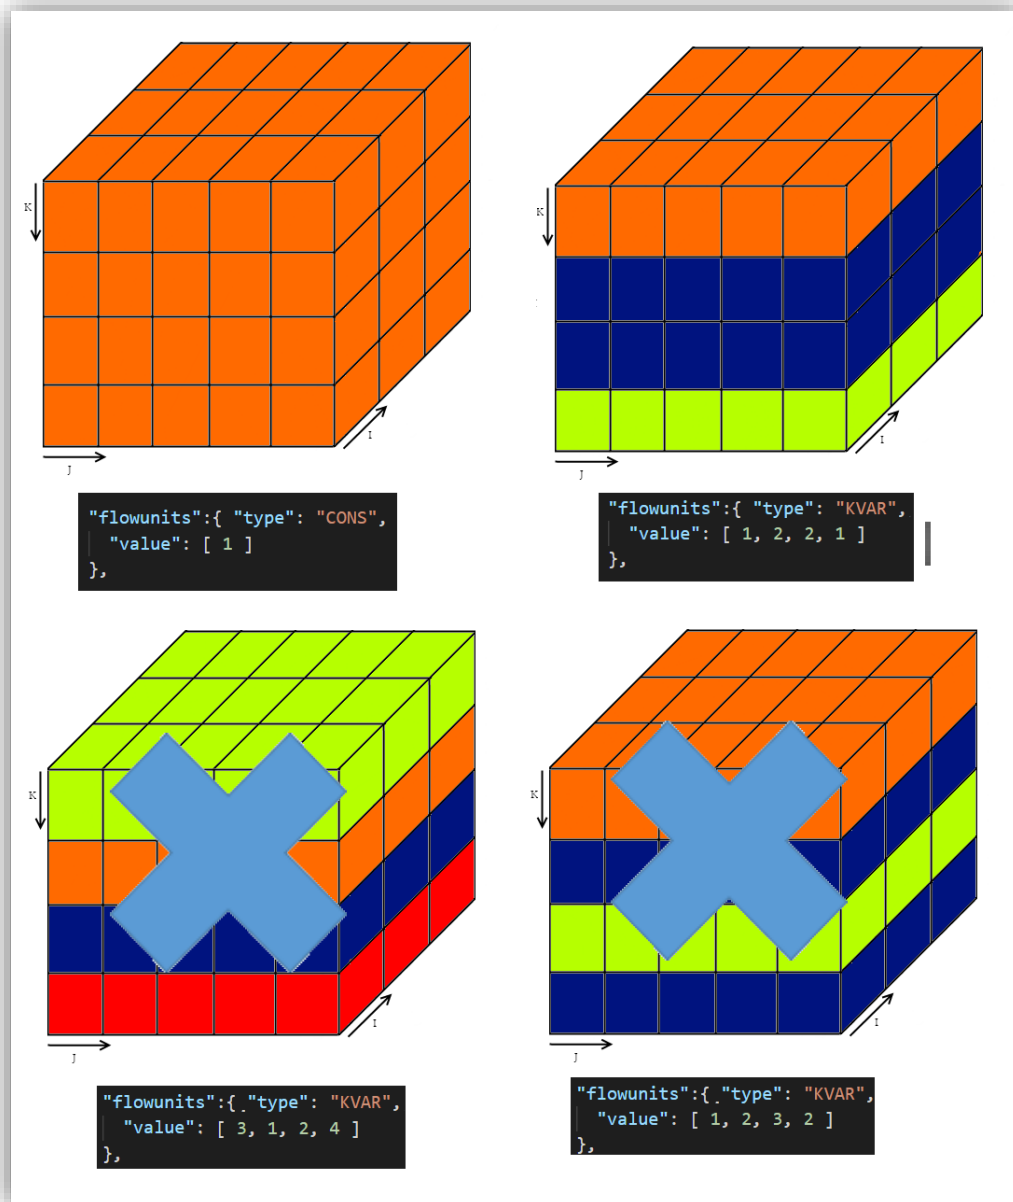 K
I
J
"flowunits":{ "type": "CONS",
"value": [ 1 ]
},
K
I
J
"flowunits":{ "type": "KVAR",
"value": [ 1, 2, 2, 1 ]
},
K
I
J
"flowunits":{ "type": "KVAR",
"value": [ 3, 1, 2, 4 ]
},
K
I
J
"flowunits":{ "type": "KVAR",
"value": [ 1, 2, 3, 2 ]
},